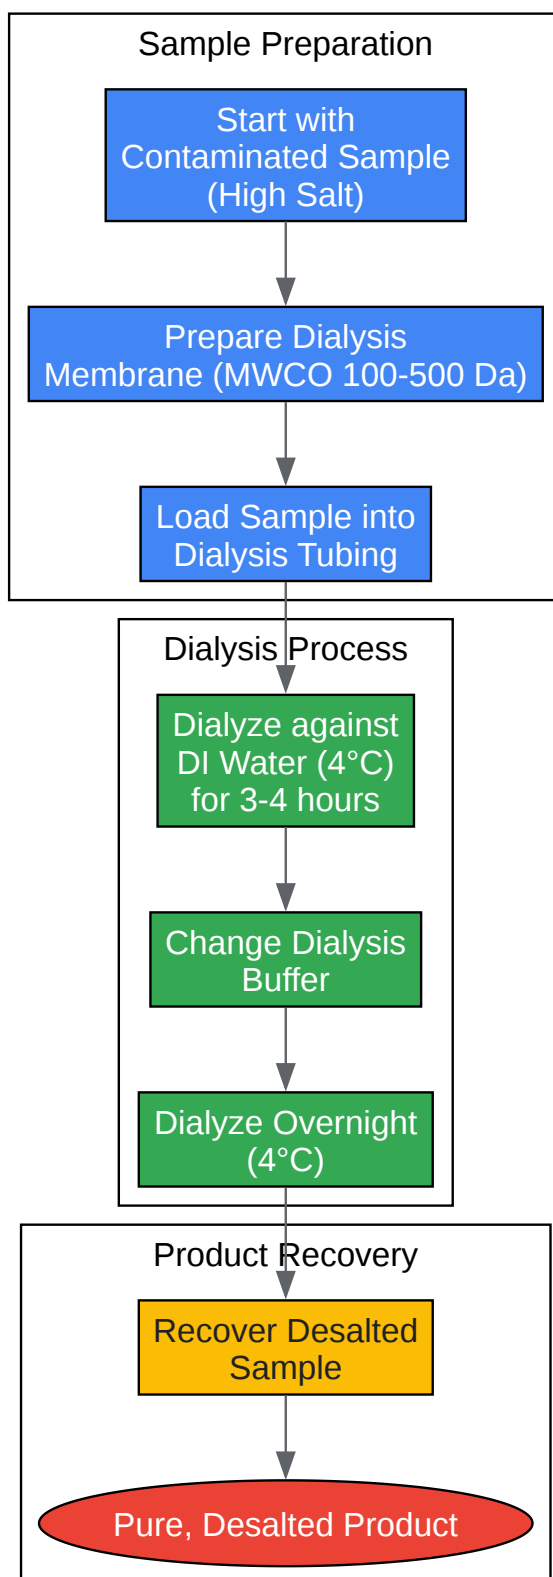 Sample Preparation
Start with
Contaminated Sample
(High Salt)
Prepare Dialysis
Membrane (MWCO 100-500 Da)
Load Sample into
Dialysis Tubing
Dialysis Process
Dialyze against
DI Water (4°C)
for 3-4 hours
Change Dialysis
Buffer
Dialyze Overnight
(4°C)
Product Recovery
Recover Desalted
Sample
Pure, Desalted Product